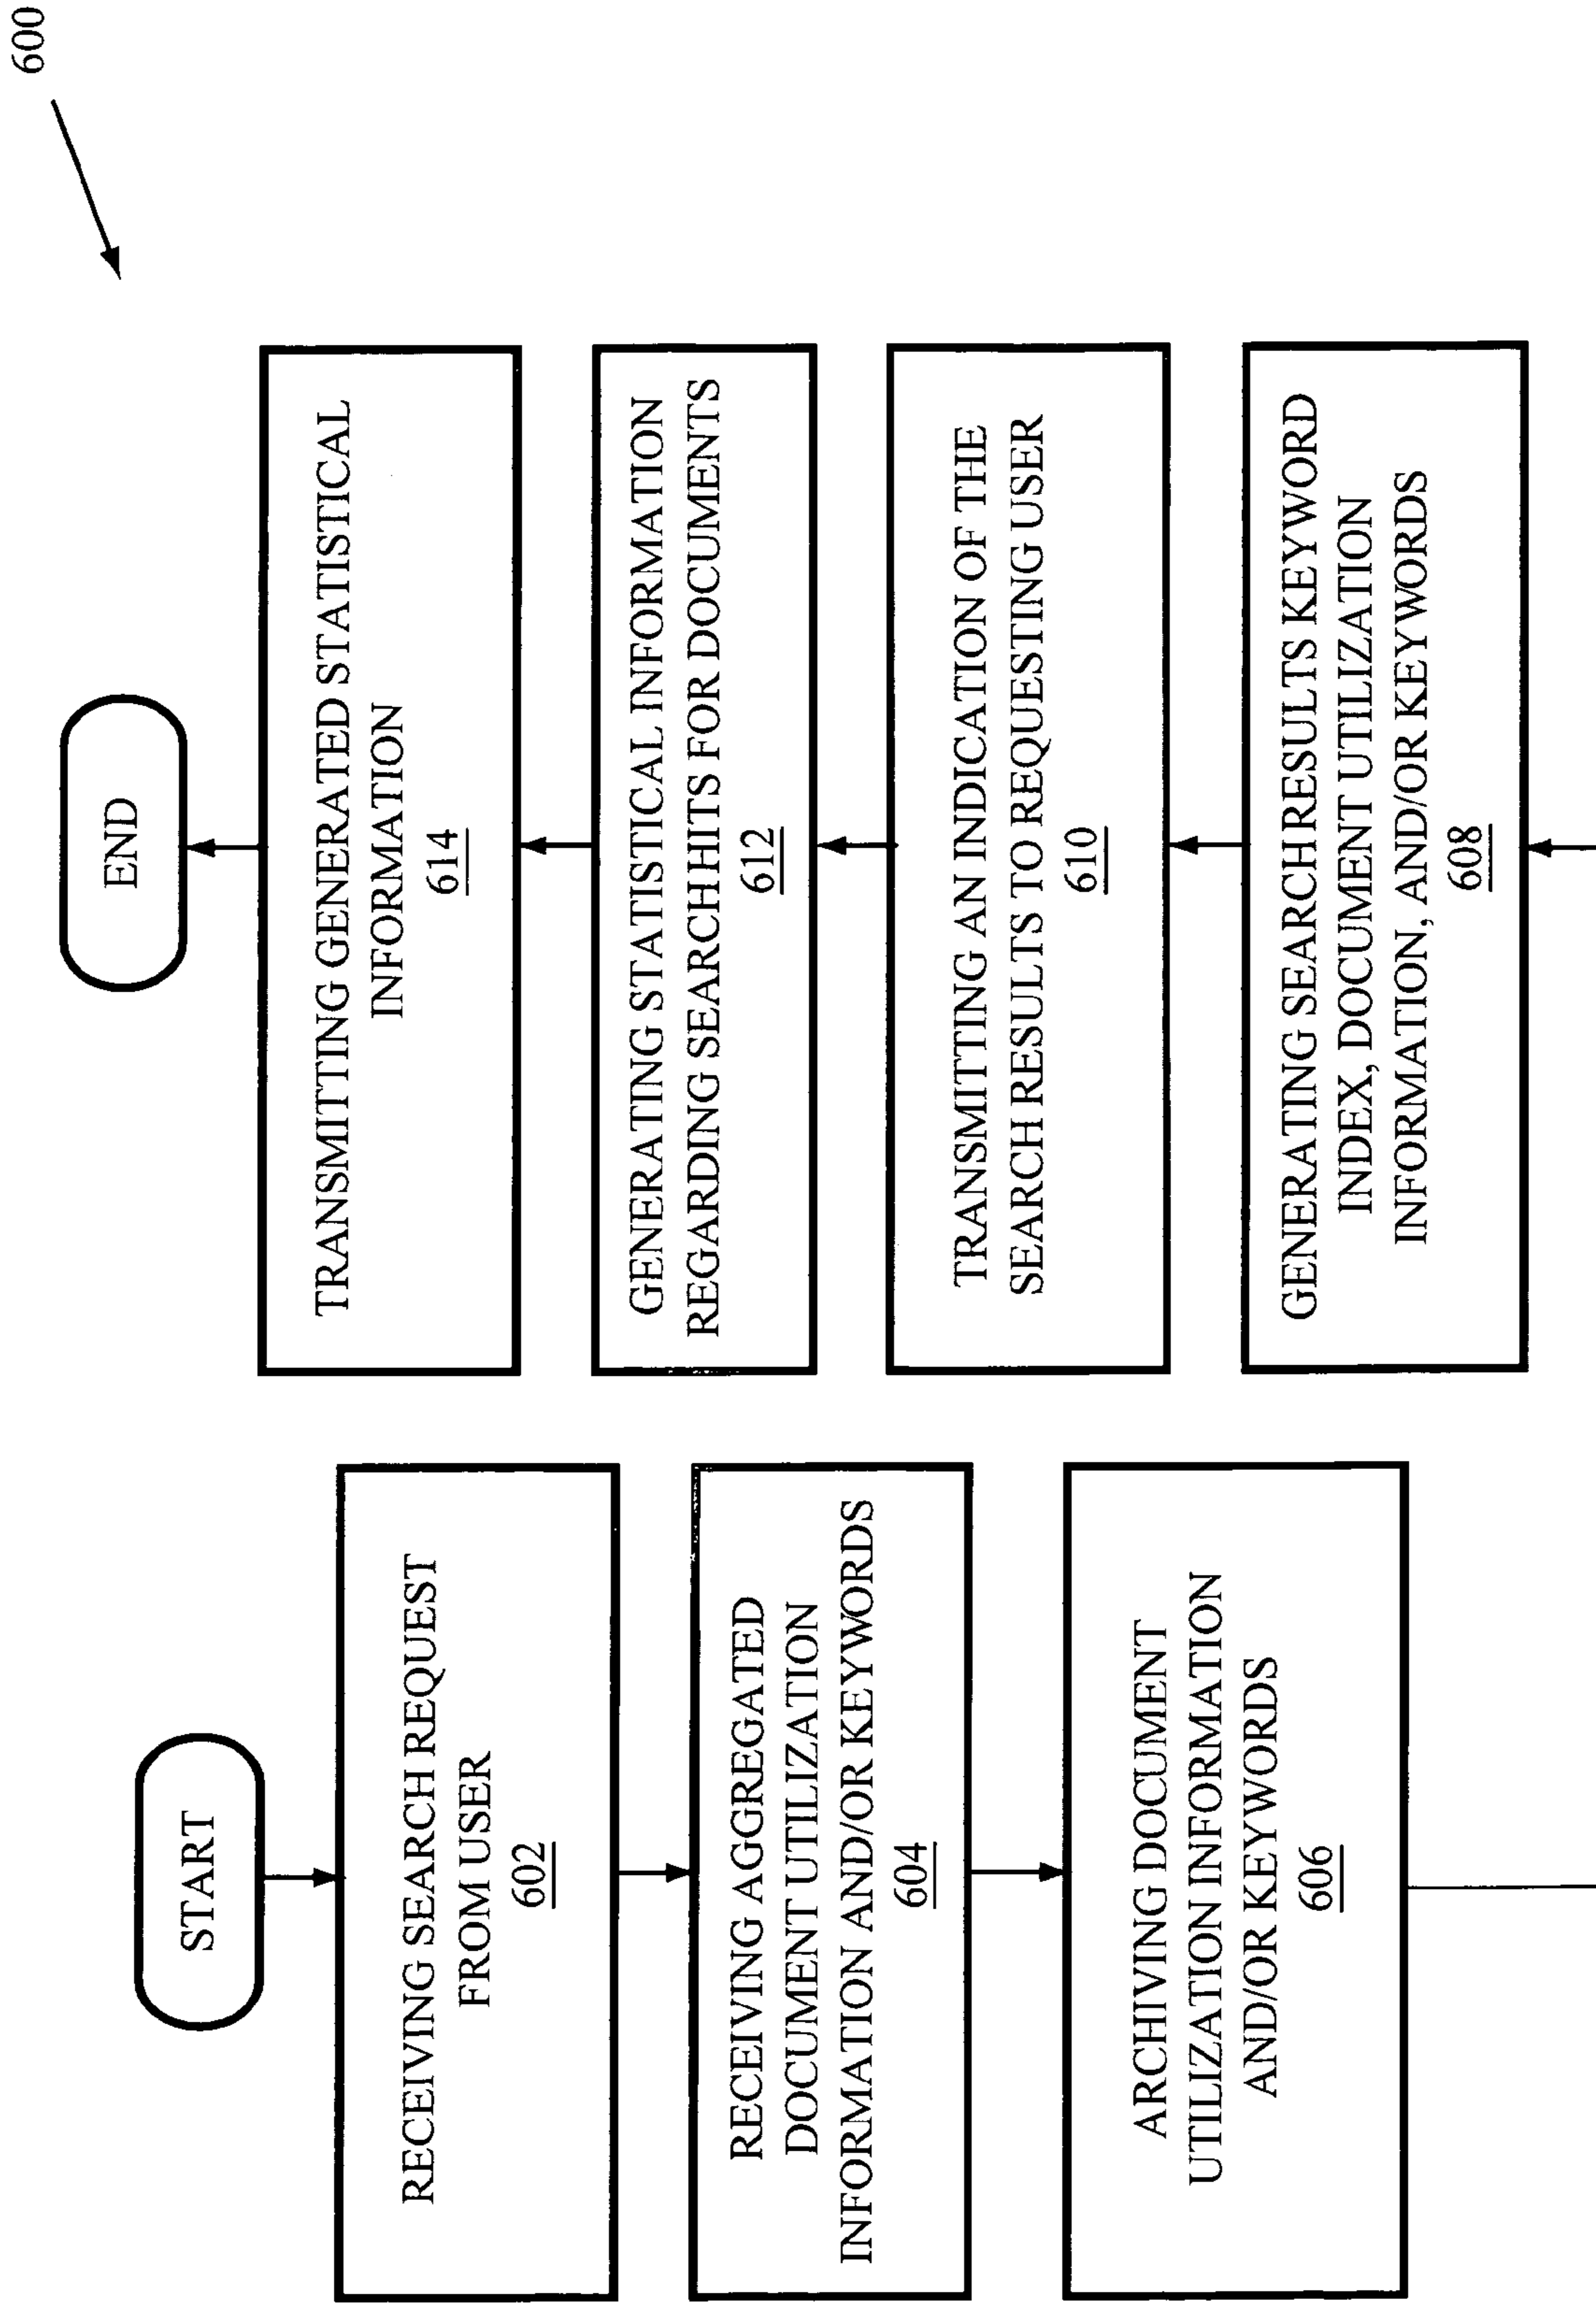 600
START
RECEIVING SEARCH REQUEST
FROM USER
602
RECEIVING AGGREGATED
DOCUMENT UTILIZATION
INFORMATION AND/OR KEYWORDS
604
ARCHIVING DOCUMENT
UTILIZATION INFORMATION
AND/OR KEYWORDS
606
GENERATING SEARCH RESULTS KEYWORD
INDEX, DOCUMENT UTILIZATION
INFORMATION, AND/OR KEYWORDS
608
TRANSMITTING AN INDICATION OF THE
SEARCH RESULTS TO REQUESTING USER
610
GENERATING STATISTICAL INFORMATION
REGARDING SEARCH HITS FOR DOCUMENTS
612
TRANSMITTING GENERATED STATISTICAL
INFORMATION
614
END